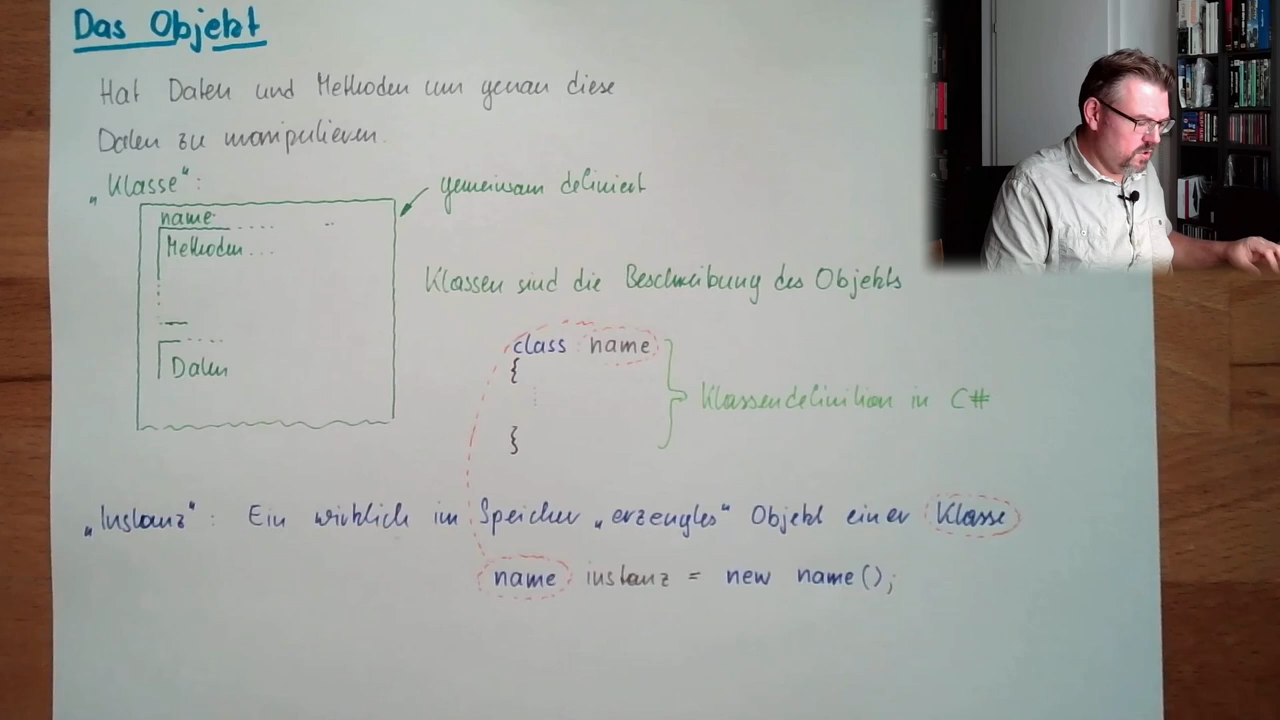 Das Objekt
Hat Daten und Methoden um genau diese
Daten zu manipulieren.
„Klasse“:
gemeinsam definiert
name
Methoden...
Daten
Klassen sind die Beschreibung des Objekts
class name
{
}
Klassendefinition in C#
„Instanz“: Ein wirklich im Speicher „erzeugtes“ Objekt einer Klasse
name instanz = new name();